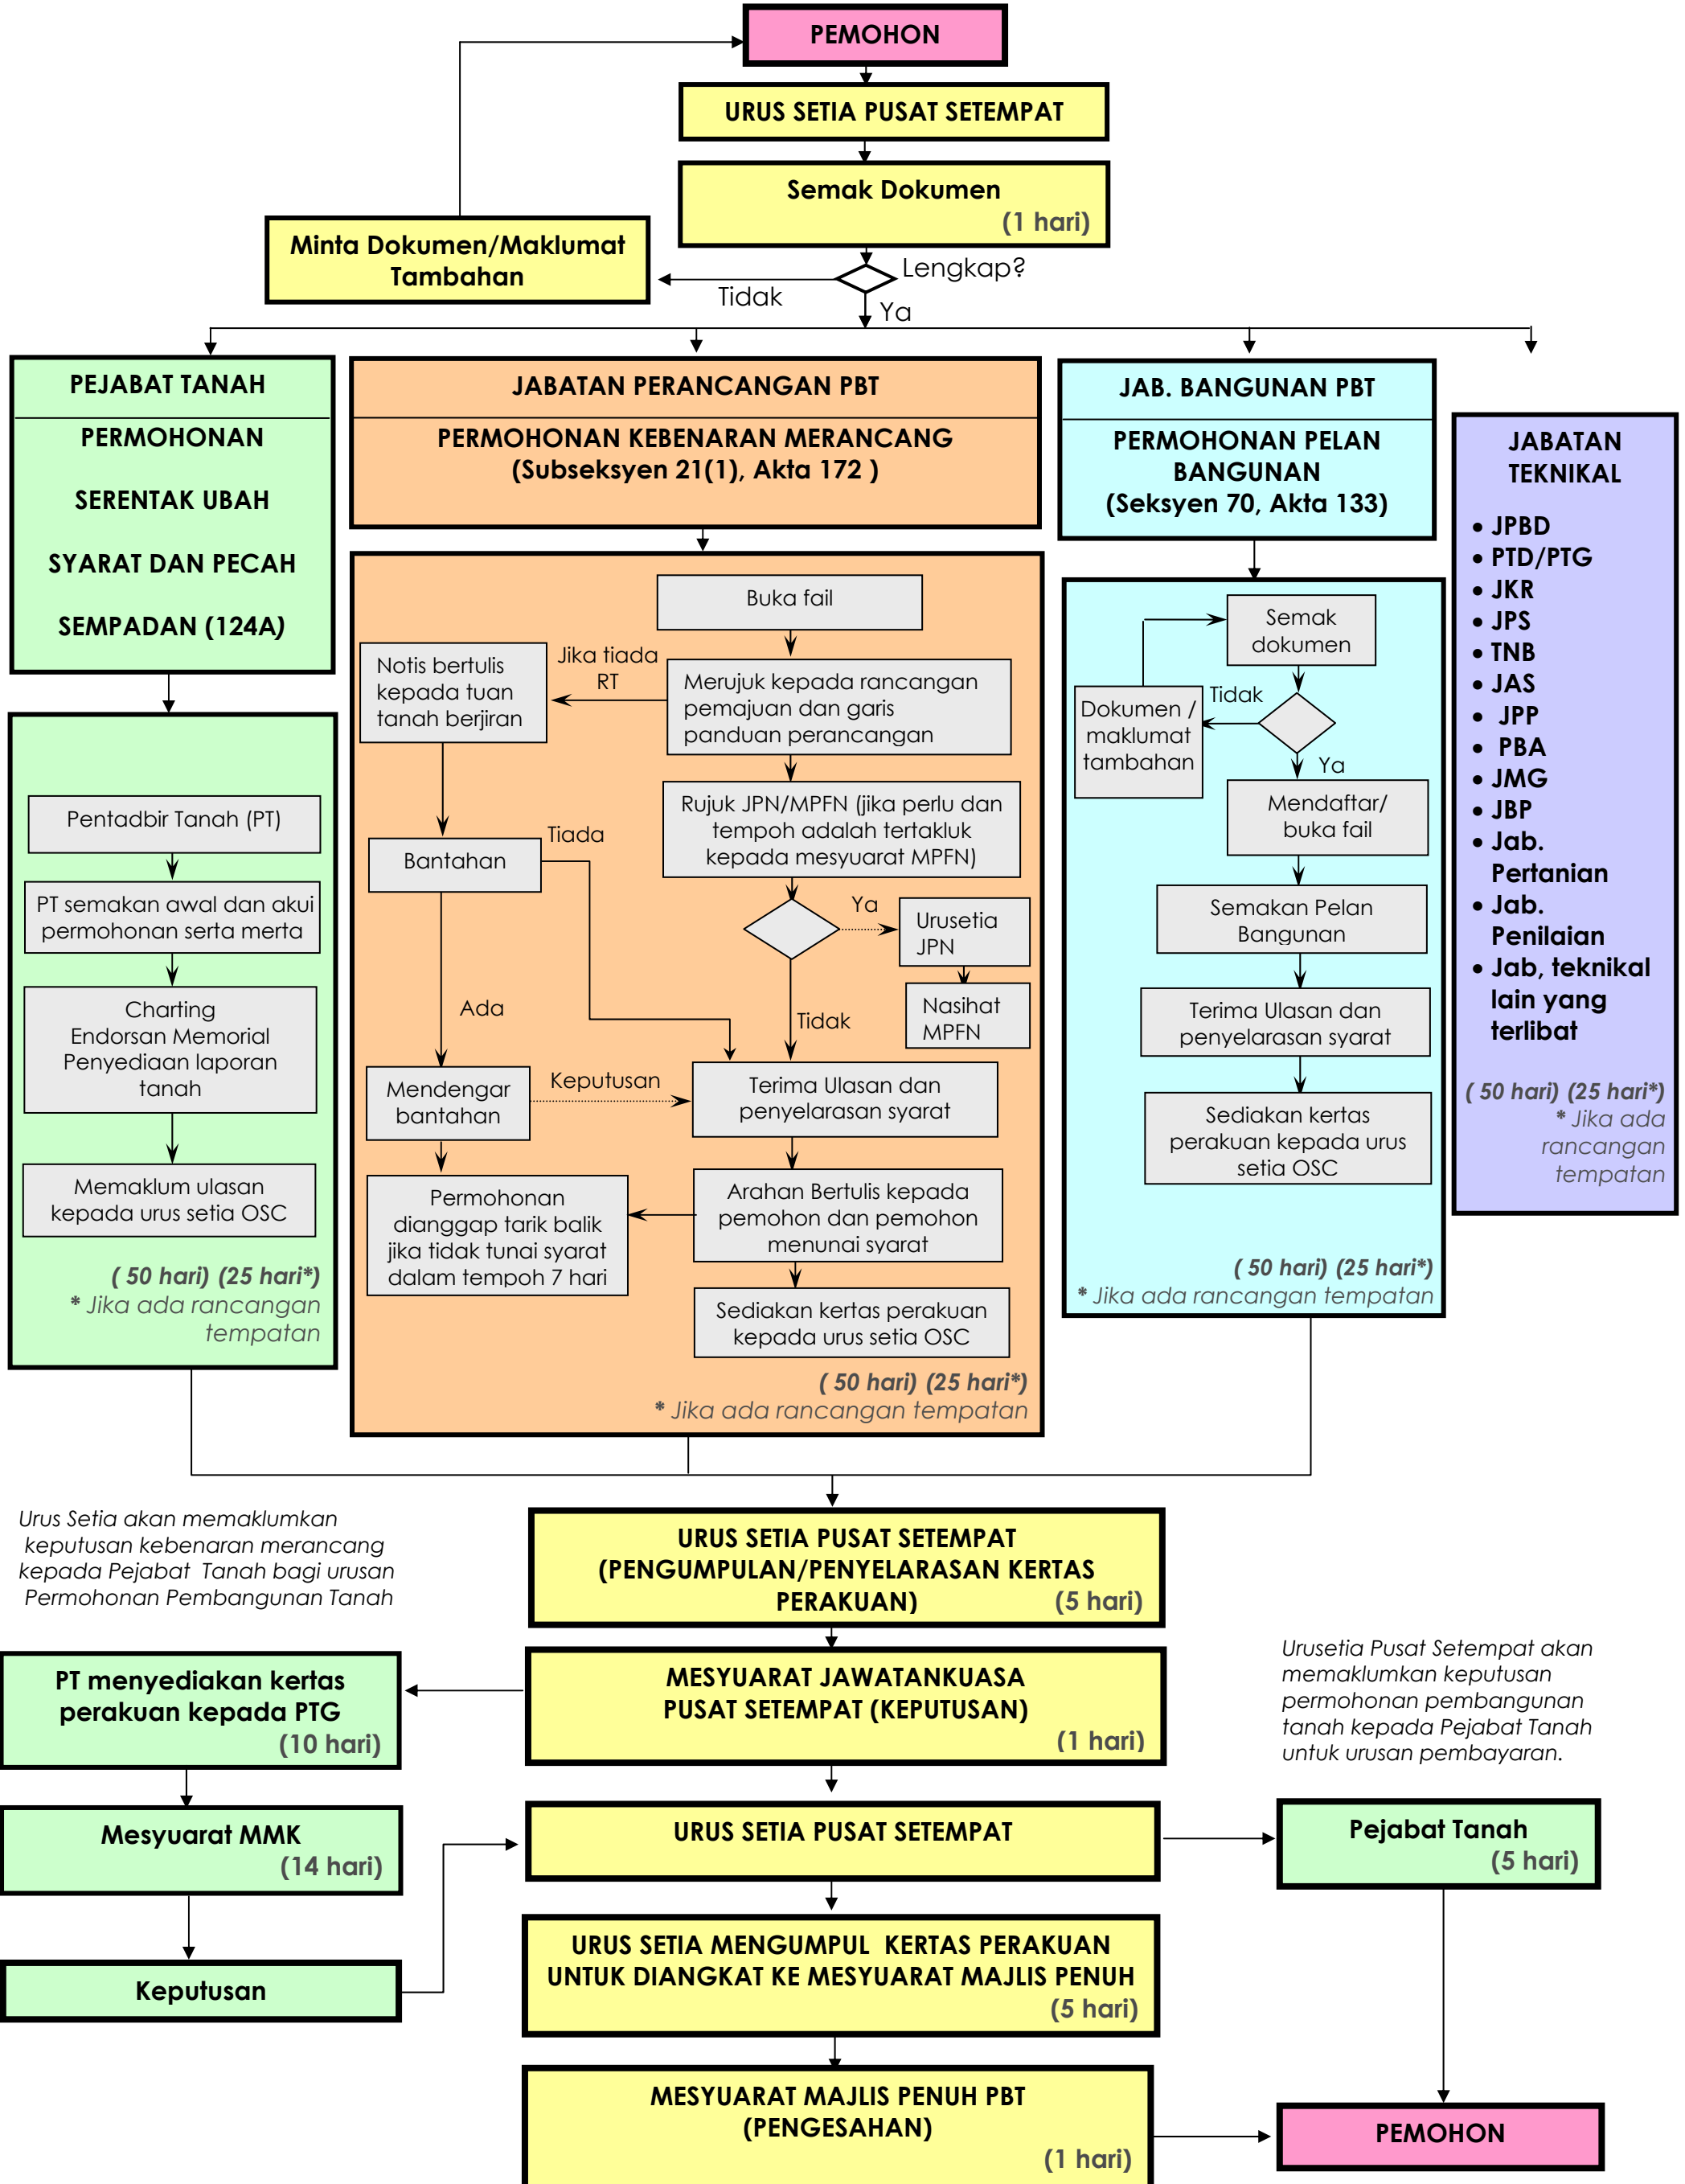 PEMOHON
URUS SETIA PUSAT SETEMPAT
Semak Dokumen
(1 hari)
Minta Dokumen/Maklumat
Tambahan
Lengkap?
Tidak
Ya
PEJABAT TANAH
PERMOHONAN
SERENTAK UBAH
SYARAT DAN PECAH
SEMPADAN (124A)
Pentadbir Tanah (PT)
PT semakan awal dan akui
permohonan serta merta
Charting
Endorsan Memorial
Penyediaan laporan
tanah
Memaklum ulasan
kepada urus setia OSC
( 50 hari) (25 hari*)
* Jika ada rancangan
tempatan
JABATAN PERANCANGAN PBT
PERMOHONAN KEBENARAN MERANCANG
(Subseksyen 21(1), Akta 172 )
Buka fail
Notis bertulis
kepada tuan
tanah berjiran
Jika tiada
RT
Merujuk kepada rancangan
pemajuan dan garis
panduan perancangan
Rujuk JPN/MPFN (jika perlu dan
tempoh adalah tertakluk
kepada mesyuarat MPFN)
Bantahan
Tiada
Ya
Urusetia
JPN
Nasihat
MPFN
Ada
Tidak
Mendengar
bantahan
Keputusan
Terima Ulasan dan
penyelarasan syarat
Permohonan
dianggap tarik balik
jika tidak tunai syarat
dalam tempoh 7 hari
Arahan Bertulis kepada
pemohon dan pemohon
menunai syarat
Sediakan kertas perakuan
kepada urus setia OSC
( 50 hari) (25 hari*)
* Jika ada rancangan tempatan
JAB. BANGUNAN PBT
PERMOHONAN PELAN
BANGUNAN
(Seksyen 70, Akta 133)
Semak
dokumen
Tidak
Dokumen /
maklumat
tambahan
Ya
Mendaftar/
buka fail
Semakan Pelan
Bangunan
Terima Ulasan dan
penyelarasan syarat
Sediakan kertas
perakuan kepada urus
setia OSC
( 50 hari) (25 hari*)
* Jika ada rancangan tempatan
JABATAN
TEKNIKAL
• JPBD
• PTD/PTG
• JKR
• JPS
• TNB
• JAS
• JPP
• PBA
• JMG
• JBP
• Jab.
Pertanian
• Jab.
Penilaian
• Jab, teknikal
lain yang
terlibat
( 50 hari) (25 hari*)
* Jika ada
rancangan
tempatan
Urus Setia akan memaklumkan
keputusan kebenaran merancang
kepada Pejabat Tanah bagi urusan
Permohonan Pembangunan Tanah
URUS SETIA PUSAT SETEMPAT
(PENGUMPULAN/PENYELARASAN KERTAS
PERAKUAN) (5 hari)
PT menyediakan kertas
perakuan kepada PTG
(10 hari)
MESYUARAT JAWATANKUASA
PUSAT SETEMPAT (KEPUTUSAN)
(1 hari)
Urusetia Pusat Setempat akan
memaklumkan keputusan
permohonan pembangunan
tanah kepada Pejabat Tanah
untuk urusan pembayaran.
Mesyuarat MMK
(14 hari)
URUS SETIA PUSAT SETEMPAT
Pejabat Tanah
(5 hari)
Keputusan
URUS SETIA MENGUMPUL KERTAS PERAKUAN
UNTUK DIANGKAT KE MESYUARAT MAJLIS PENUH
(5 hari)
MESYUARAT MAJLIS PENUH PBT
(PENGESAHAN)
(1 hari)
PEMOHON